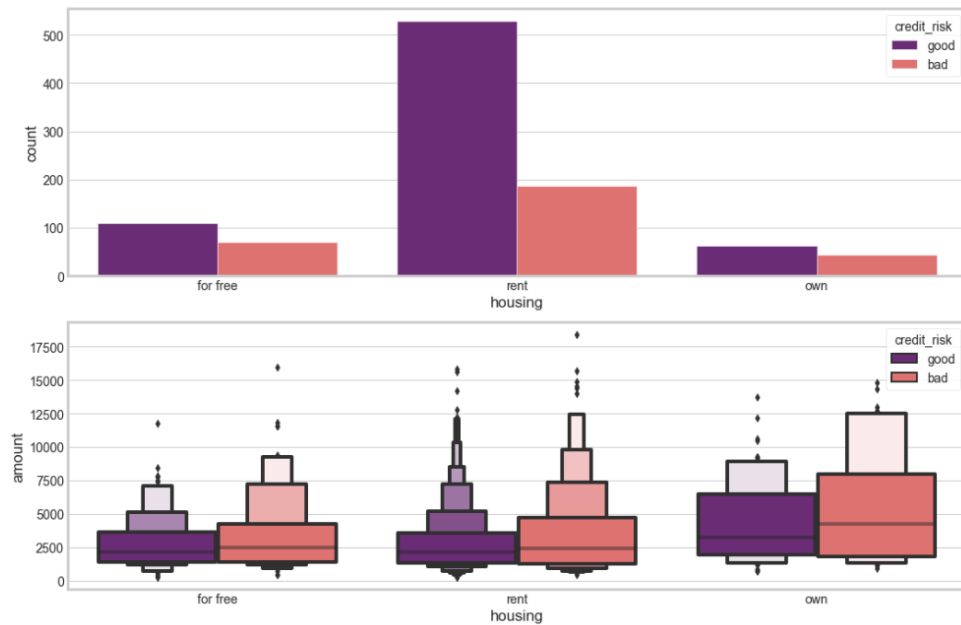 credit_risk
good
bad
500
400
300
200
100
0
count
for free rent own
housing
credit_risk
good
bad
17500
15000
12500
10000
7500
5000
2500
0
amount
for free rent own
housing